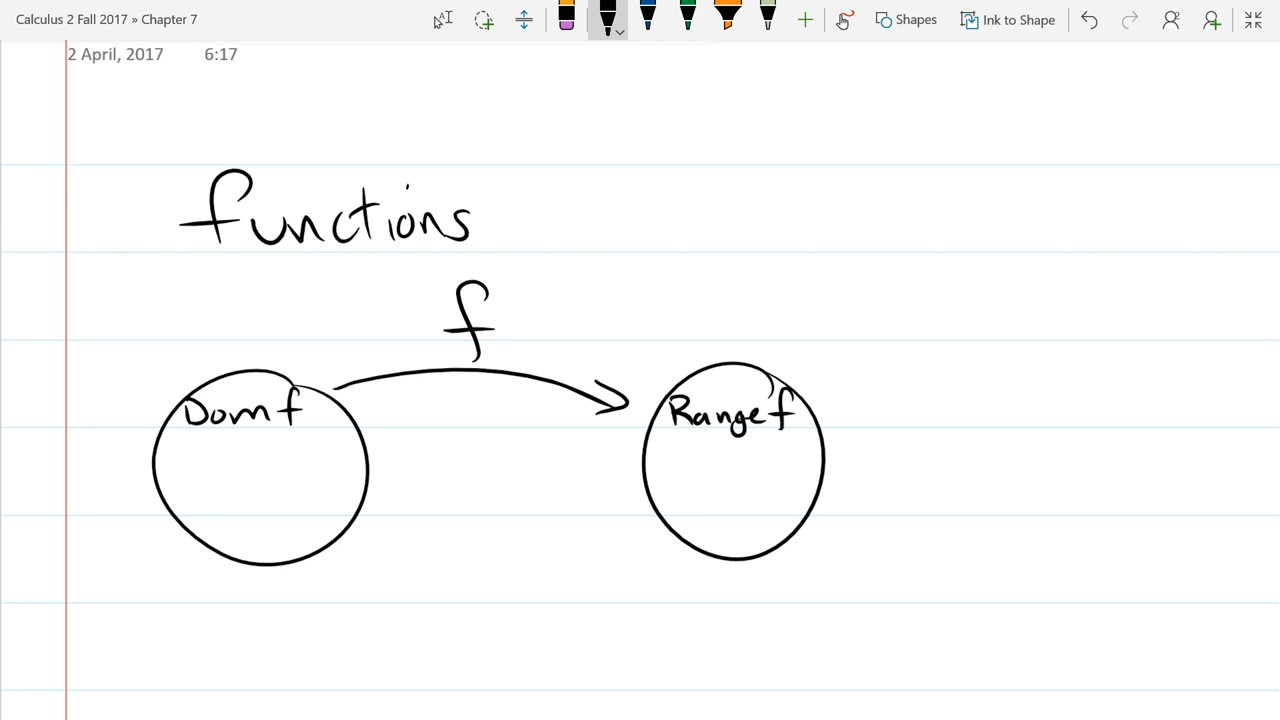 Calculus 2 Fall 2017 » Chapter 7
Shapes
Ink to Shape
2 April, 2017 6:17
functions
f
Dom f
Range f